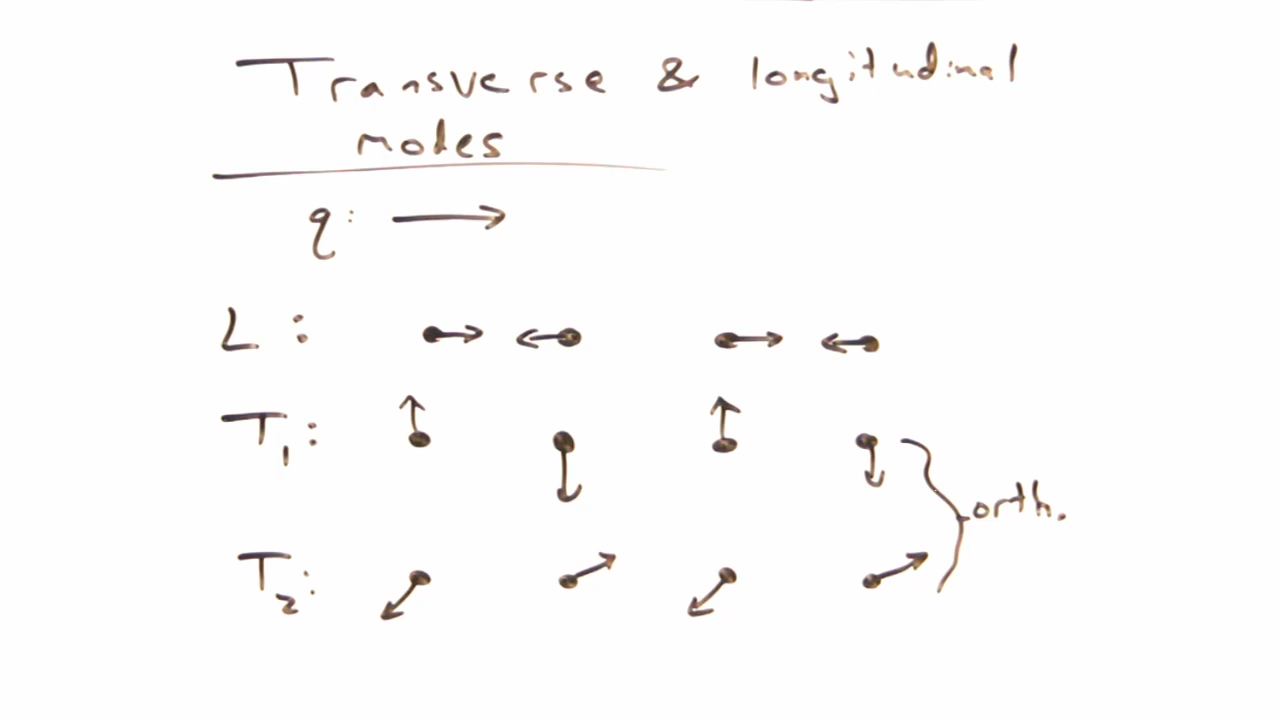 Transverse & longitudinal
modes
q:
L:
T1:
T2:
orth.